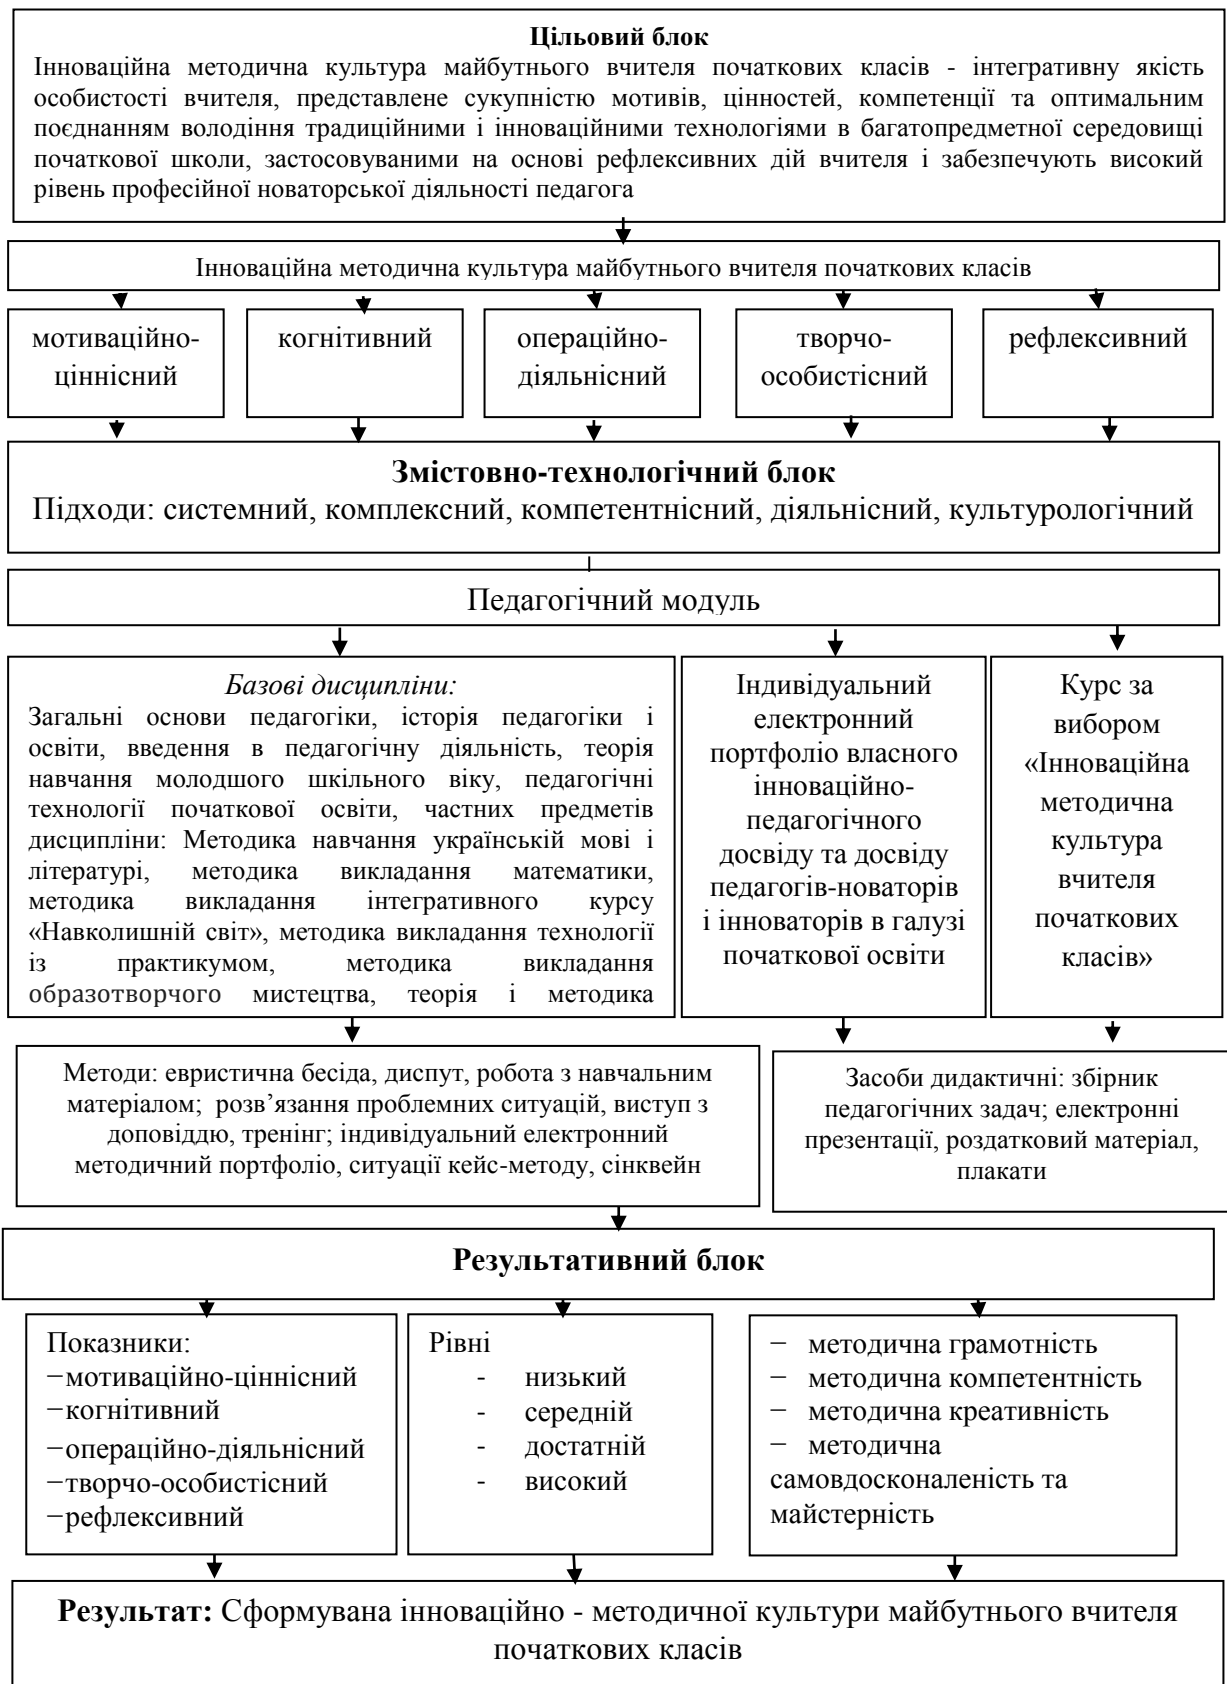 Цільовий блок
Інноваційна методична культура майбутнього вчителя початкових класів - інтегративну якість
особистості вчителя, представлене сукупністю мотивів, цінностей, компетенції та оптимальним
поєднанням володіння традиційними і інноваційними технологіями в багатопредметної середовищі
початкової школи, застосовуваними на основі рефлексивних дій вчителя і забезпечують високий
рівень професійної новаторської діяльності педагога
Інноваційна методична культура майбутнього вчителя початкових класів
мотиваційно-
ціннісний
когнітивний
операційно-
діяльнісний
творчо-
особистісний
рефлексивний
Змістовно-технологічний блок
Підходи: системний, комплексний, компетентнісний, діяльнісний, культурологічний
Педагогічний модуль
Базові дисципліни:
Загальні основи педагогіки, історія педагогіки і
освіти, введення в педагогічну діяльність, теорія
навчання молодшого шкільного віку, педагогічні
технології початкової освіти, частних предметів
дисципліни: Методика навчання українській мові і
літературі, методика викладання математики,
методика викладання інтегративного курсу
«Навколишній світ», методика викладання технології
із практикумом, методика викладання
образотворчого мистецтва, теорія і методика
Індивідуальний
електронний
портфоліо власного
інноваційно-
педагогічного
досвіду та досвіду
педагогів-новаторів
і інноваторів в галузі
початкової освіти
Курс за
вибором
«Інноваційна
методична
культура
вчителя
початкових
класів»
Методи: евристична бесіда, диспут, робота з навчальним
матеріалом; розв’язання проблемних ситуацій, виступ з
доповіддю, тренінг; індивідуальний електронний
методичний портфоліо, ситуації кейс-методу, сінквейн
Засоби дидактичні: збірник
педагогічних задач; електронні
презентації, роздатковий матеріал,
плакати
Результативний блок
Показники:
−мотиваційно-ціннісний
−когнітивний
−операційно-діяльнісний
−творчо-особистісний
−рефлексивний
Рівні
- низький
- середній
- достатній
- високий
− методична грамотність
− методична компетентність
− методична креативність
− методична
самовдосконаленість та
майстерність
Результат: Сформувана інноваційно - методичної культури майбутнього вчителя
початкових класів